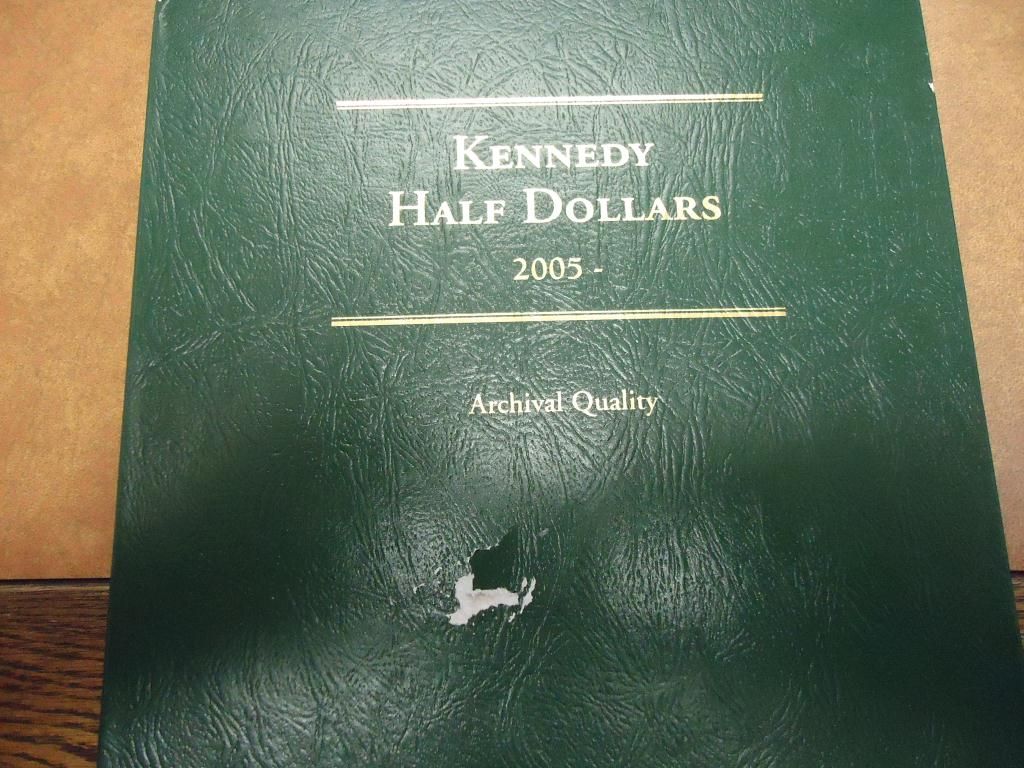 Kennedy
Half Dollars
2005 -
Archival Quality